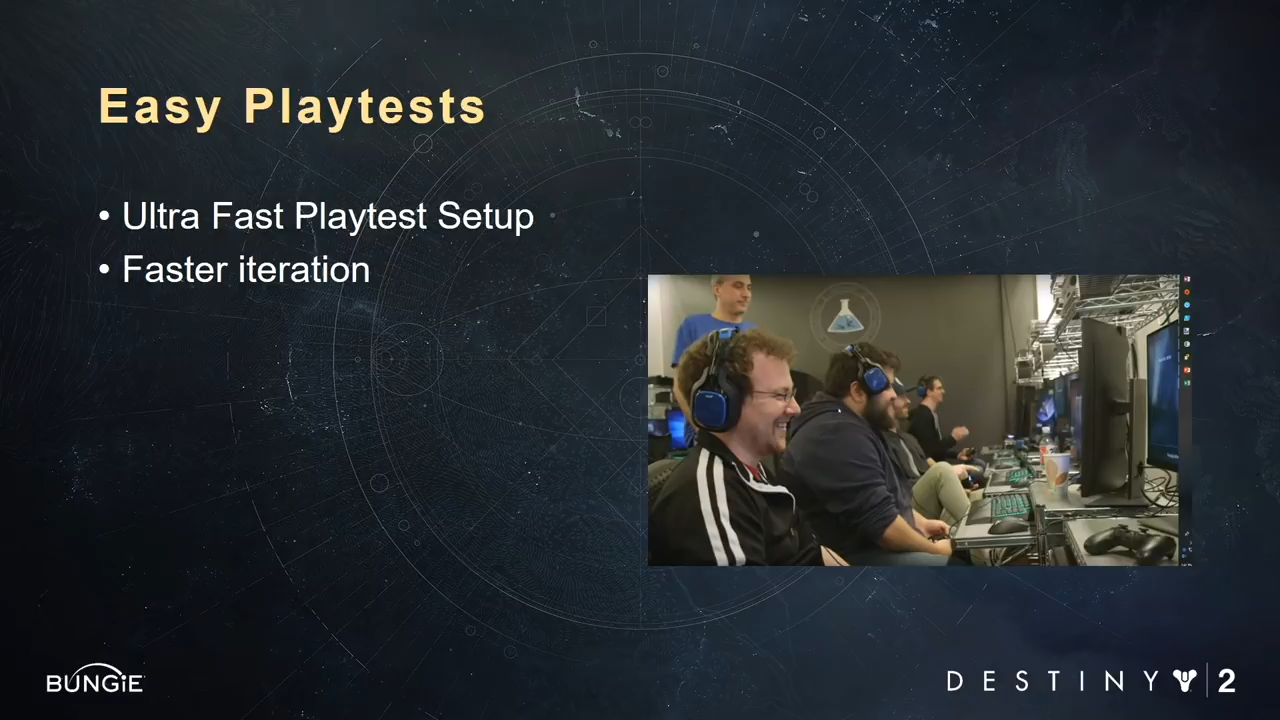 Easy Playtests
• Ultra Fast Playtest Setup
• Faster iteration
BUNGiE
DESTINY 2